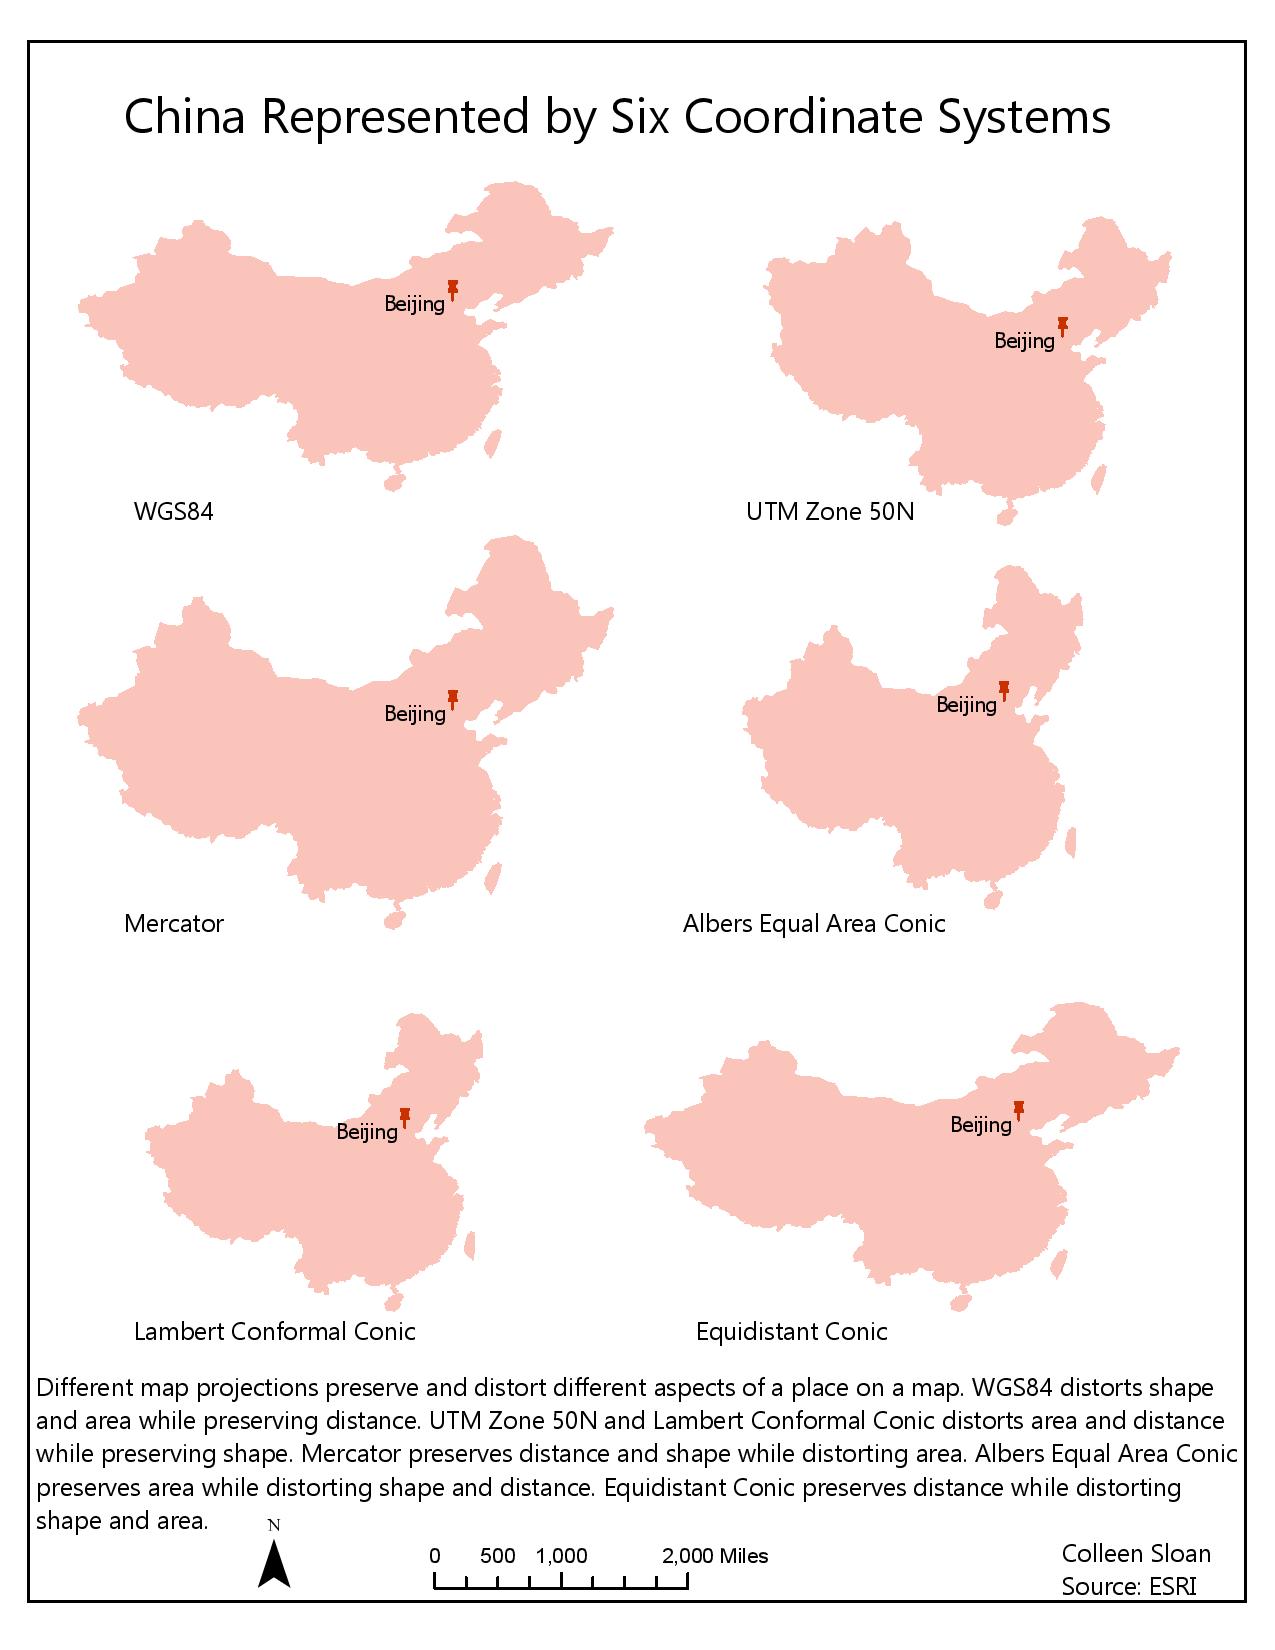 China Represented by Six Coordinate Systems
Beijing
Beijing
WGS84
UTM Zone 50N
Beijing
Beijing
Mercator
Albers Equal Area Conic
Beijing
Beijing
Lambert Conformal Conic
Equidistant Conic
Different map projections preserve and distort different aspects of a place on a map. WGS84 distorts shape
and area while preserving distance. UTM Zone 50N and Lambert Conformal Conic distorts area and distance
while preserving shape. Mercator preserves distance and shape while distorting area. Albers Equal Area Conic
preserves area while distorting shape and distance. Equidistant Conic preserves distance while distorting
shape and area.
N
0 500 1,000 2,000 Miles
Colleen Sloan
Source: ESRI